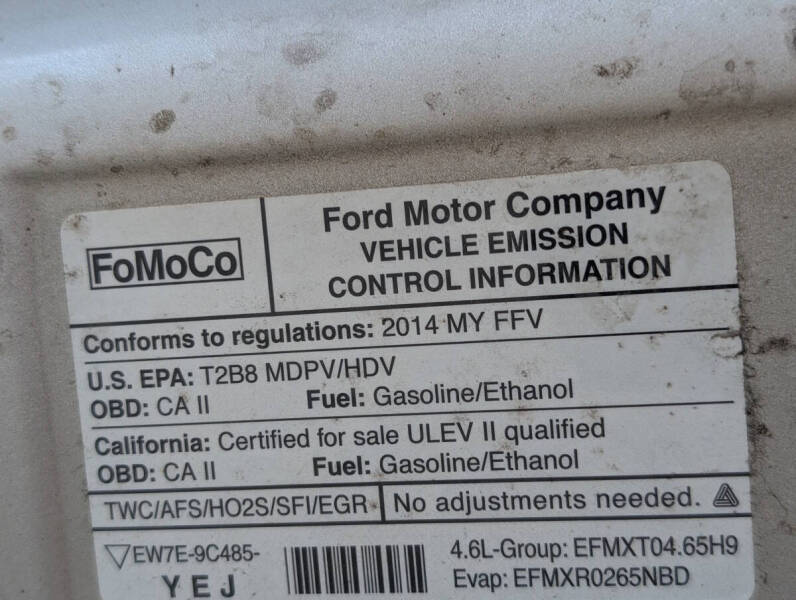 FoMoCo
Ford Motor Company
VEHICLE EMISSION
CONTROL INFORMATION
Conforms to regulations: 2014 MY FFV
U.S. EPA: T2B8 MDPV/HDV
OBD: CA II Fuel: Gasoline/Ethanol
California: Certified for sale ULEV II qualified
OBD: CA II Fuel: Gasoline/Ethanol
TWC/AFS/HO2S/SFI/EGR No adjustments needed.
EW7E-9C485- 4.6L-Group: EFMXT04.65H9
Y E J Evap: EFMXR0265NBD